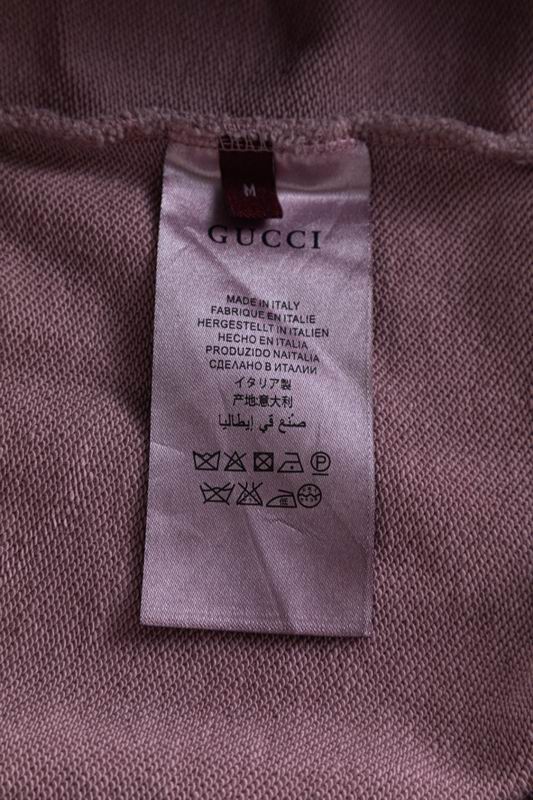 M
GUCCI
MADE IN ITALY
FABRIQUE EN ITALIE
HERGESTELLT IN ITALIEN
HECHO EN ITALIA
PRODUZIDO NAITALIA
СДЕЛАНО В ИТАЛИИ
イタリア製
产地:意大利
صنع في إيطاليا